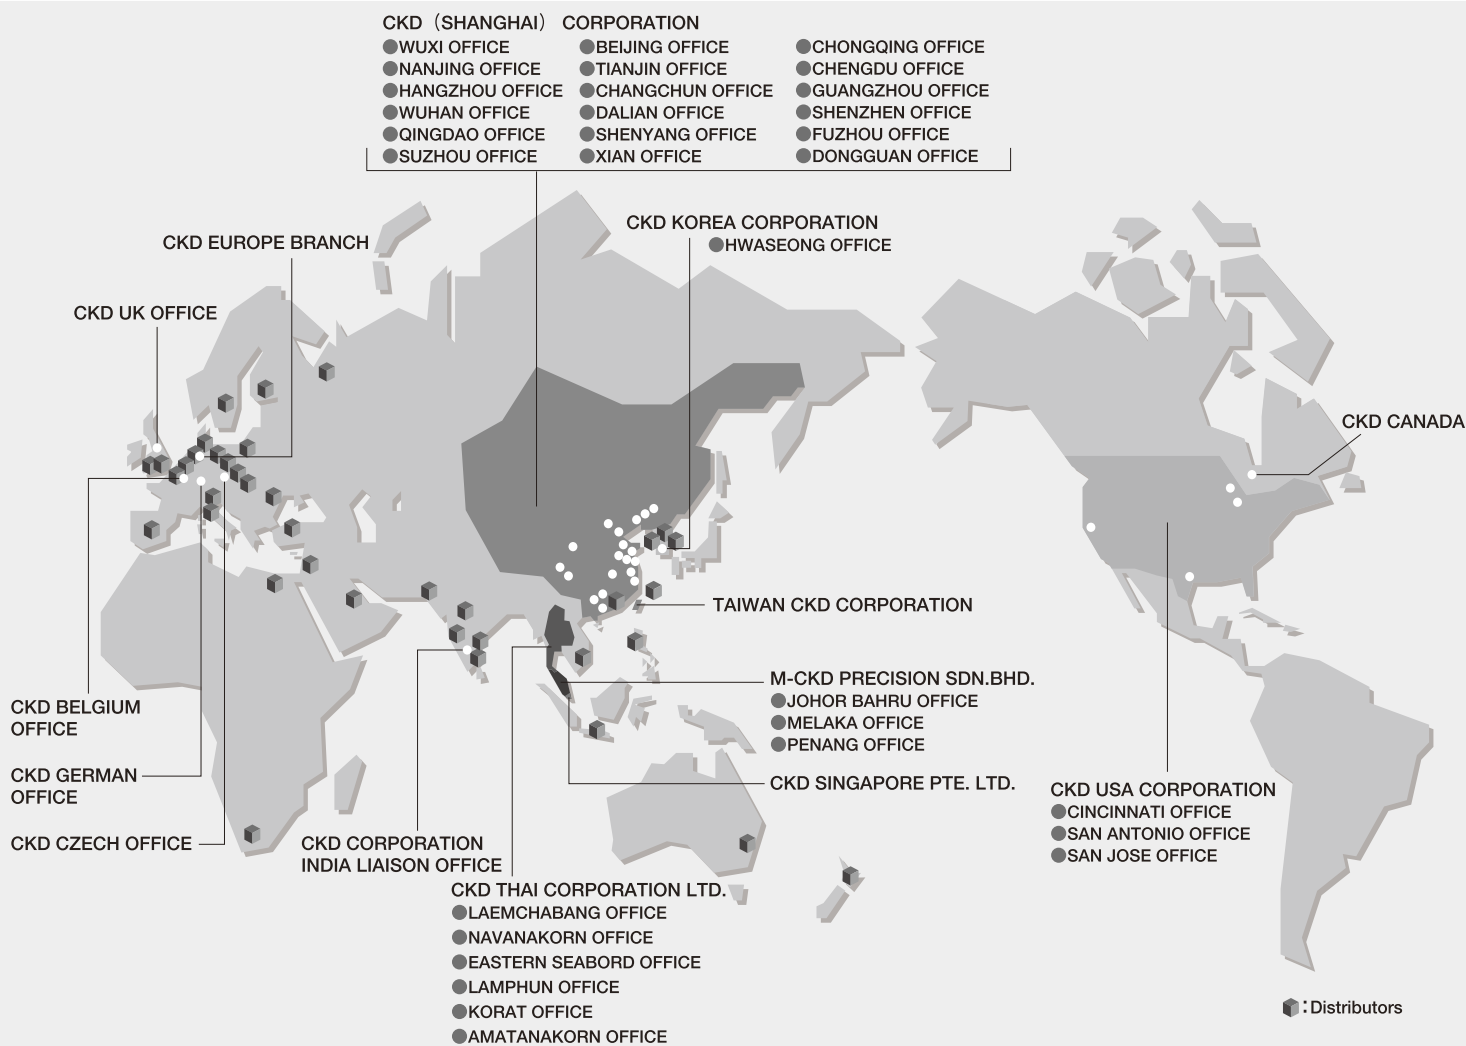 CKD（SHANGHAI） CORPORATION
●WUXI OFFICE
●NANJING OFFICE
●HANGZHOU OFFICE
●WUHAN OFFICE
●QINGDAO OFFICE
●SUZHOU OFFICE
●BEIJING OFFICE
●TIANJIN OFFICE
●CHANGCHUN OFFICE
●DALIAN OFFICE
●SHENYANG OFFICE
●XIAN OFFICE
●CHONGQING OFFICE
●CHENGDU OFFICE
●GUANGZHOU OFFICE
●SHENZHEN OFFICE
●FUZHOU OFFICE
●DONGGUAN OFFICE
CKD KOREA CORPORATION
●HWASEONG OFFICE
CKD EUROPE BRANCH
CKD UK OFFICE
CKD CANADA
TAIWAN CKD CORPORATION
M-CKD PRECISION SDN.BHD.
●JOHOR BAHRU OFFICE
●MELAKA OFFICE
●PENANG OFFICE
CKD SINGAPORE PTE. LTD.
CKD BELGIUM
OFFICE
CKD GERMAN
OFFICE
CKD CZECH OFFICE
CKD CORPORATION
INDIA LIAISON OFFICE
CKD THAI CORPORATION LTD.
●LAEMCHABANG OFFICE
●NAVANAKORN OFFICE
●EASTERN SEABORD OFFICE
●LAMPHUN OFFICE
●KORAT OFFICE
●AMATANAKORN OFFICE
CKD USA CORPORATION
●CINCINNATI OFFICE
●SAN ANTONIO OFFICE
●SAN JOSE OFFICE
: Distributors